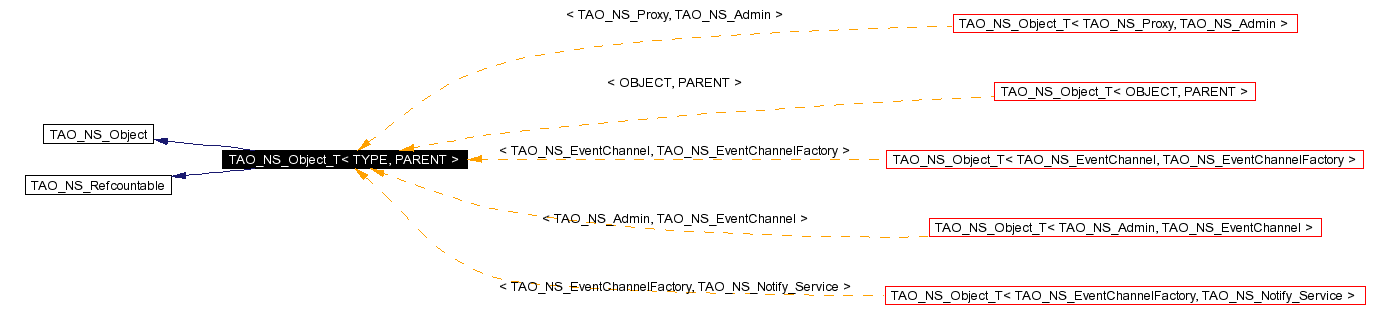 < TAO_NS_Proxy, TAO_NS_Admin >
TAO_NS_Object_T< TAO_NS_Proxy, TAO_NS_Admin >
< OBJECT, PARENT >
TAO_NS_Object_T< OBJECT, PARENT >
TAO_NS_Object
TAO_NS_Object_T< TYPE, PARENT >
< TAO_NS_EventChannel, TAO_NS_EventChannelFactory >
TAO_NS_Object_T< TAO_NS_EventChannel, TAO_NS_EventChannelFactory >
TAO_NS_Refcountable
< TAO_NS_Admin, TAO_NS_EventChannel >
TAO_NS_Object_T< TAO_NS_Admin, TAO_NS_EventChannel >
< TAO_NS_EventChannelFactory, TAO_NS_Notify_Service >
TAO_NS_Object_T< TAO_NS_EventChannelFactory, TAO_NS_Notify_Service >